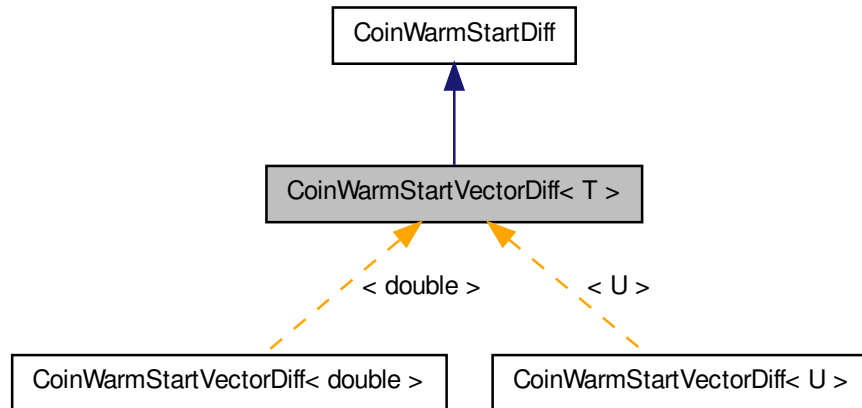 CoinWarmStartDiff
CoinWarmStartVectorDiff< T >
< double >
< U >
CoinWarmStartVectorDiff< double >
CoinWarmStartVectorDiff< U >